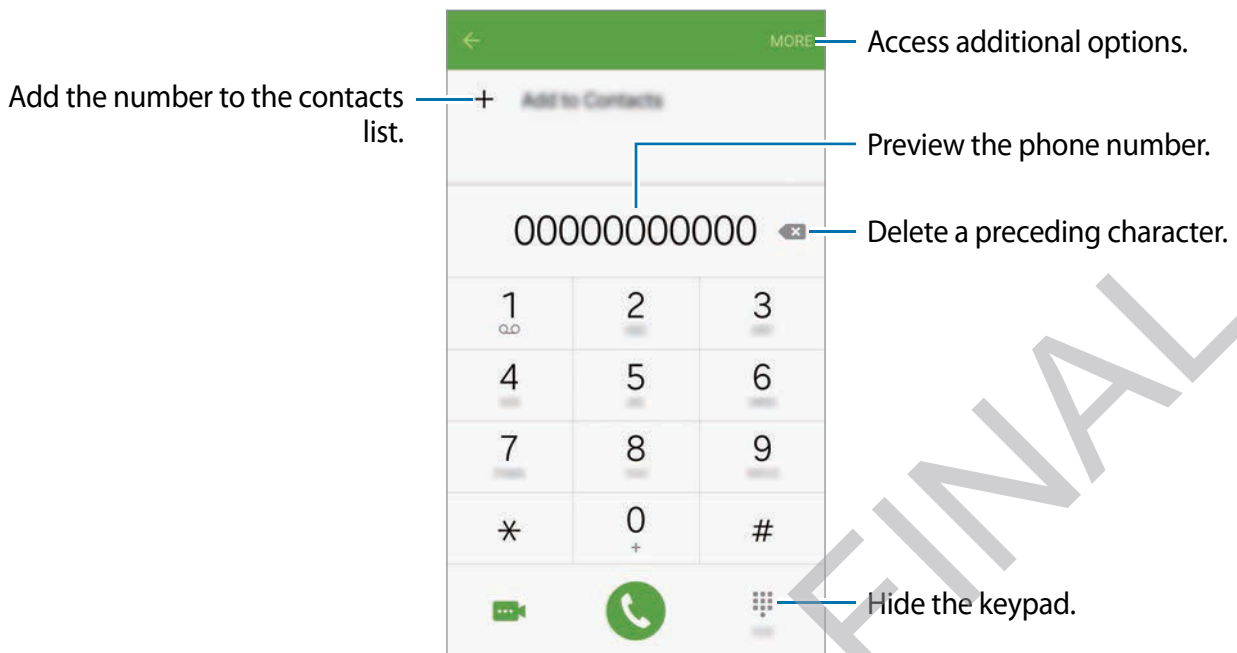 MORE
Access additional options.
Add the number to the contacts
list.
Add to Contacts
Preview the phone number.
00000000000
Delete a preceding character.
1 2 3
4 5 6
7 8 9
* 0 #
+
Hide the keypad.
FINAL